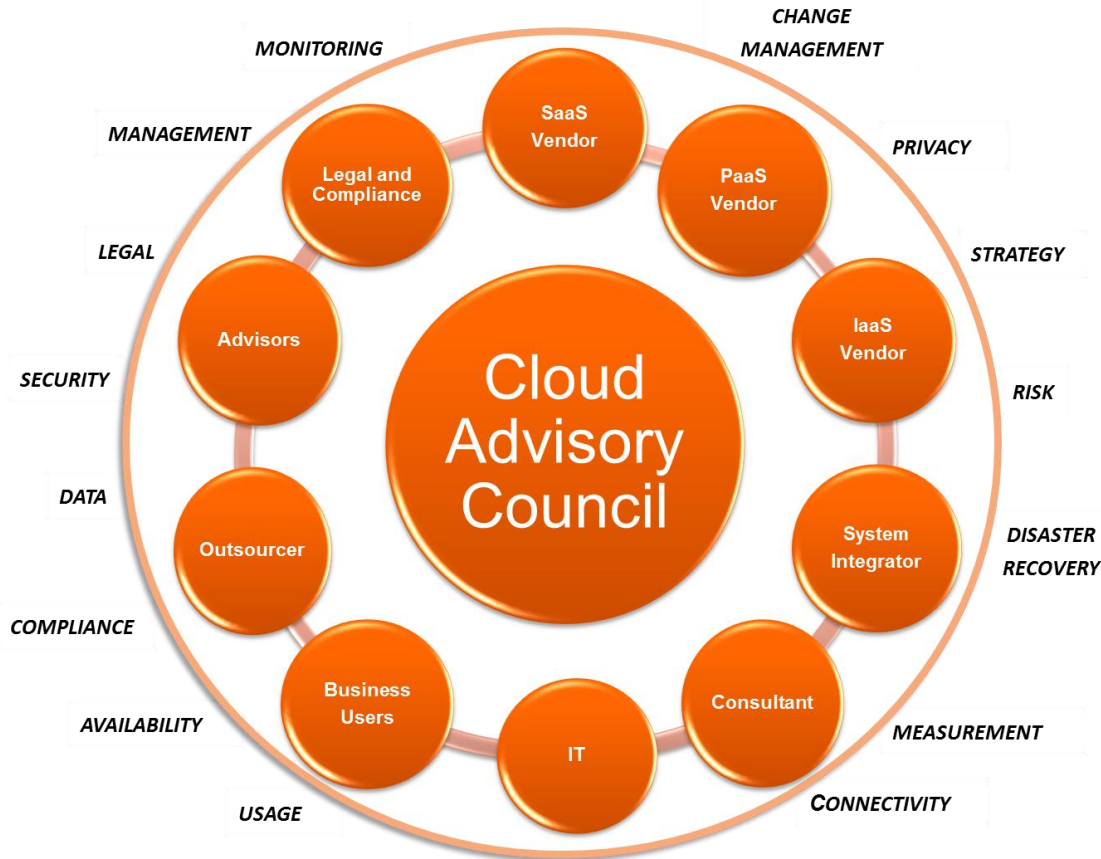 CHANGE
MANAGEMENT
MONITORING
MANAGEMENT
PRIVACY
LEGAL
STRATEGY
SECURITY
RISK
DATA
DISASTER
RECOVERY
COMPLIANCE
AVAILABILITY
MEASUREMENT
USAGE
CONNECTIVITY
SaaS
Vendor
PaaS
Vendor
IaaS
Vendor
System
Integrator
Consultant
IT
Business
Users
Outsourcer
Advisors
Legal and
Compliance
Cloud
Advisory
Council